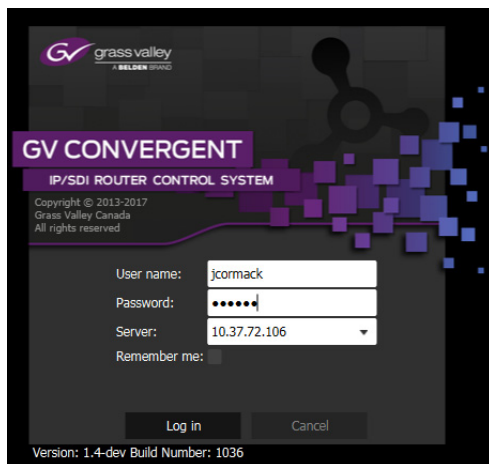 GV grass valley
A BELDEN BRAND
GV CONVERGENT
IP/SDI ROUTER CONTROL SYSTEM
Copyright © 2013-2017
Grass Valley Canada
All rights reserved
User name: jcormack
Password: ●●●●●●
Server: 10.37.72.106
Remember me:
Log in Cancel
Version: 1.4-dev Build Number: 1036